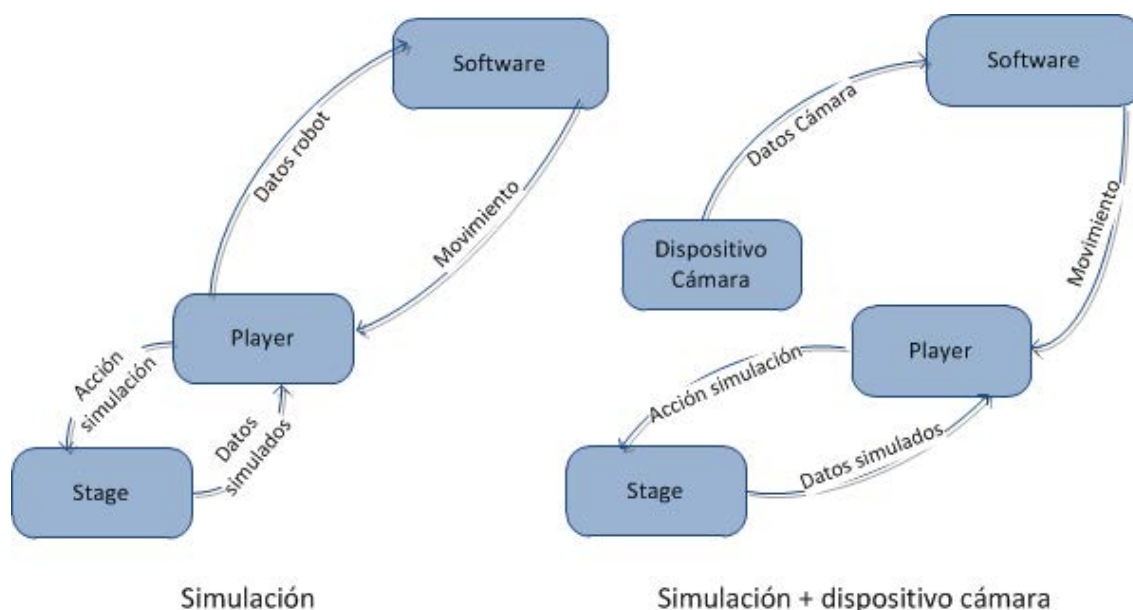 Software
Datos robot
Movimiento
Player
Acción
simulación
Datos
simulados
Stage
Simulación
Software
Datos Cámara
Dispositivo
Cámara
Movimiento
Player
Acción simulación
Datos simulados
Stage
Simulación + dispositivo cámara